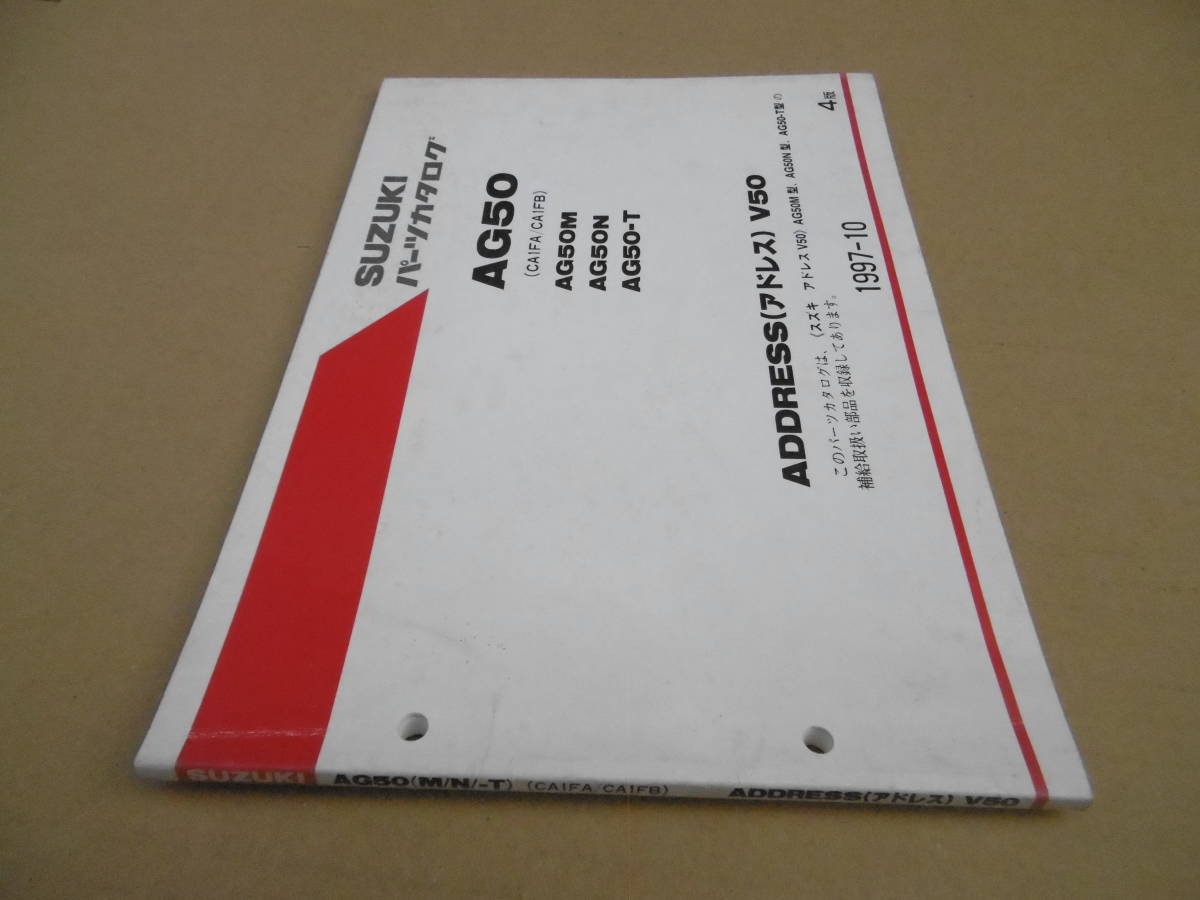 SUZUKI
パーツカタログ
AG50
(CA1FA/CA1FB)
AG50M
AG50N
AG50-T
ADDRESS(アドレス) V50
このパーツカタログは、〈スズキ アドレスV50〉AG50M型、AG50N型、AG50-T型の
補給取扱い部品を収録してあります。
1997-10
4版
SUZUKI AG50(M/N/-T) (CA1FA/CA1FB) ADDRESS(アドレス) V50